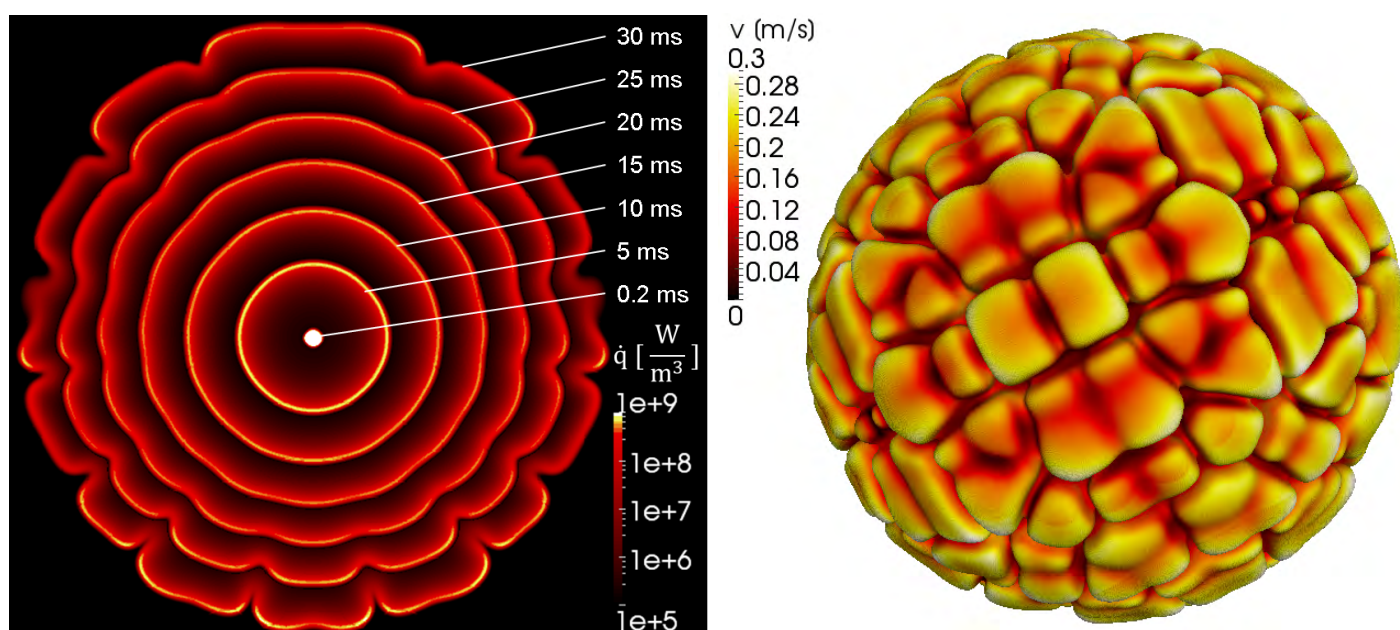 30 ms
25 ms
20 ms
15 ms
10 ms
5 ms
0.2 ms
q̇ [ W/m³ ]
1e+9
1e+8
1e+7
1e+6
1e+5
v (m/s)
0.3
0.28
0.24
0.2
0.16
0.12
0.08
0.04
0